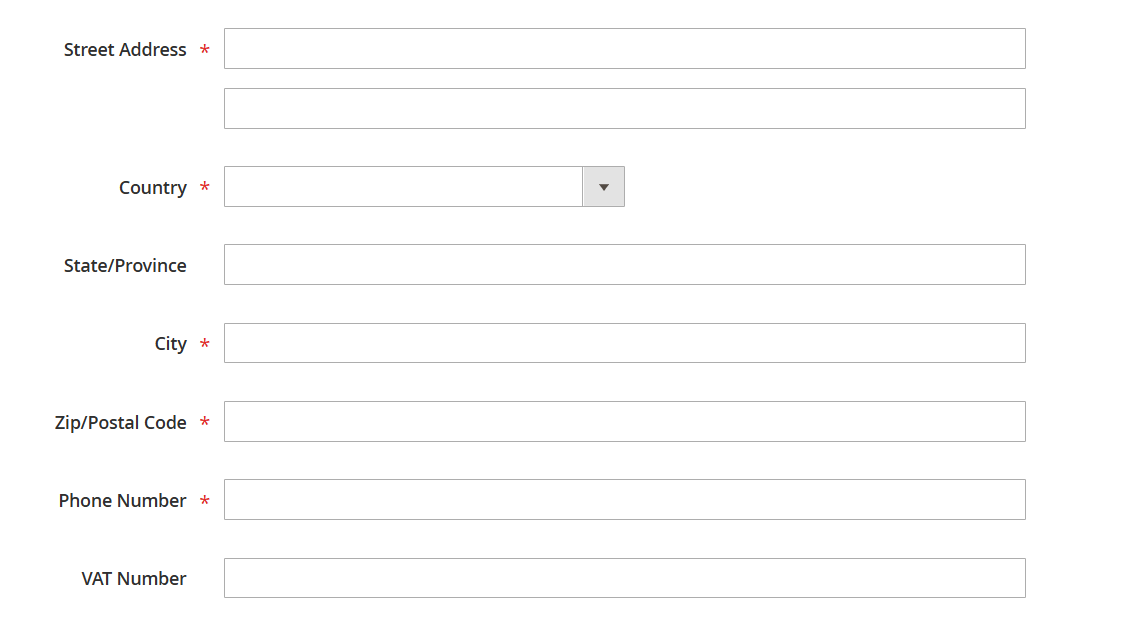 Street Address *
Country *
State/Province
City *
Zip/Postal Code *
Phone Number *
VAT Number